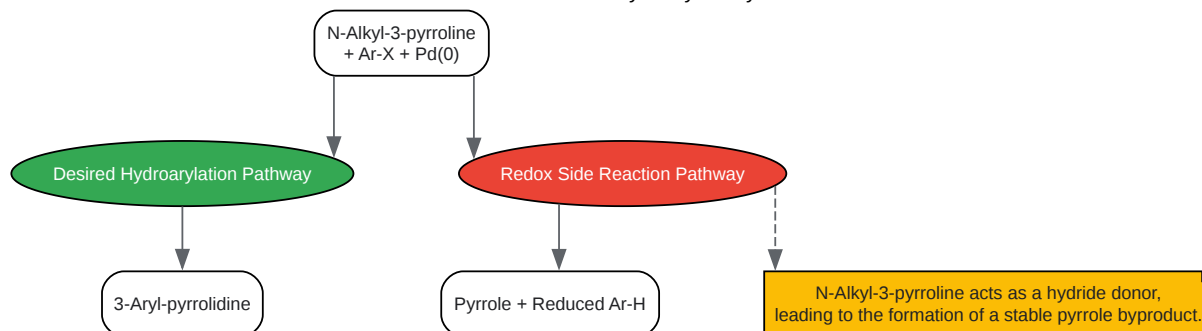 N-Alkyl-3-pyrroline
+ Ar-X + Pd(0)
Desired Hydroarylation Pathway
Redox Side Reaction Pathway
3-Aryl-pyrrolidine
Pyrrole + Reduced Ar-H
N-Alkyl-3-pyrroline acts as a hydride donor,
leading to the formation of a stable pyrrole byproduct.